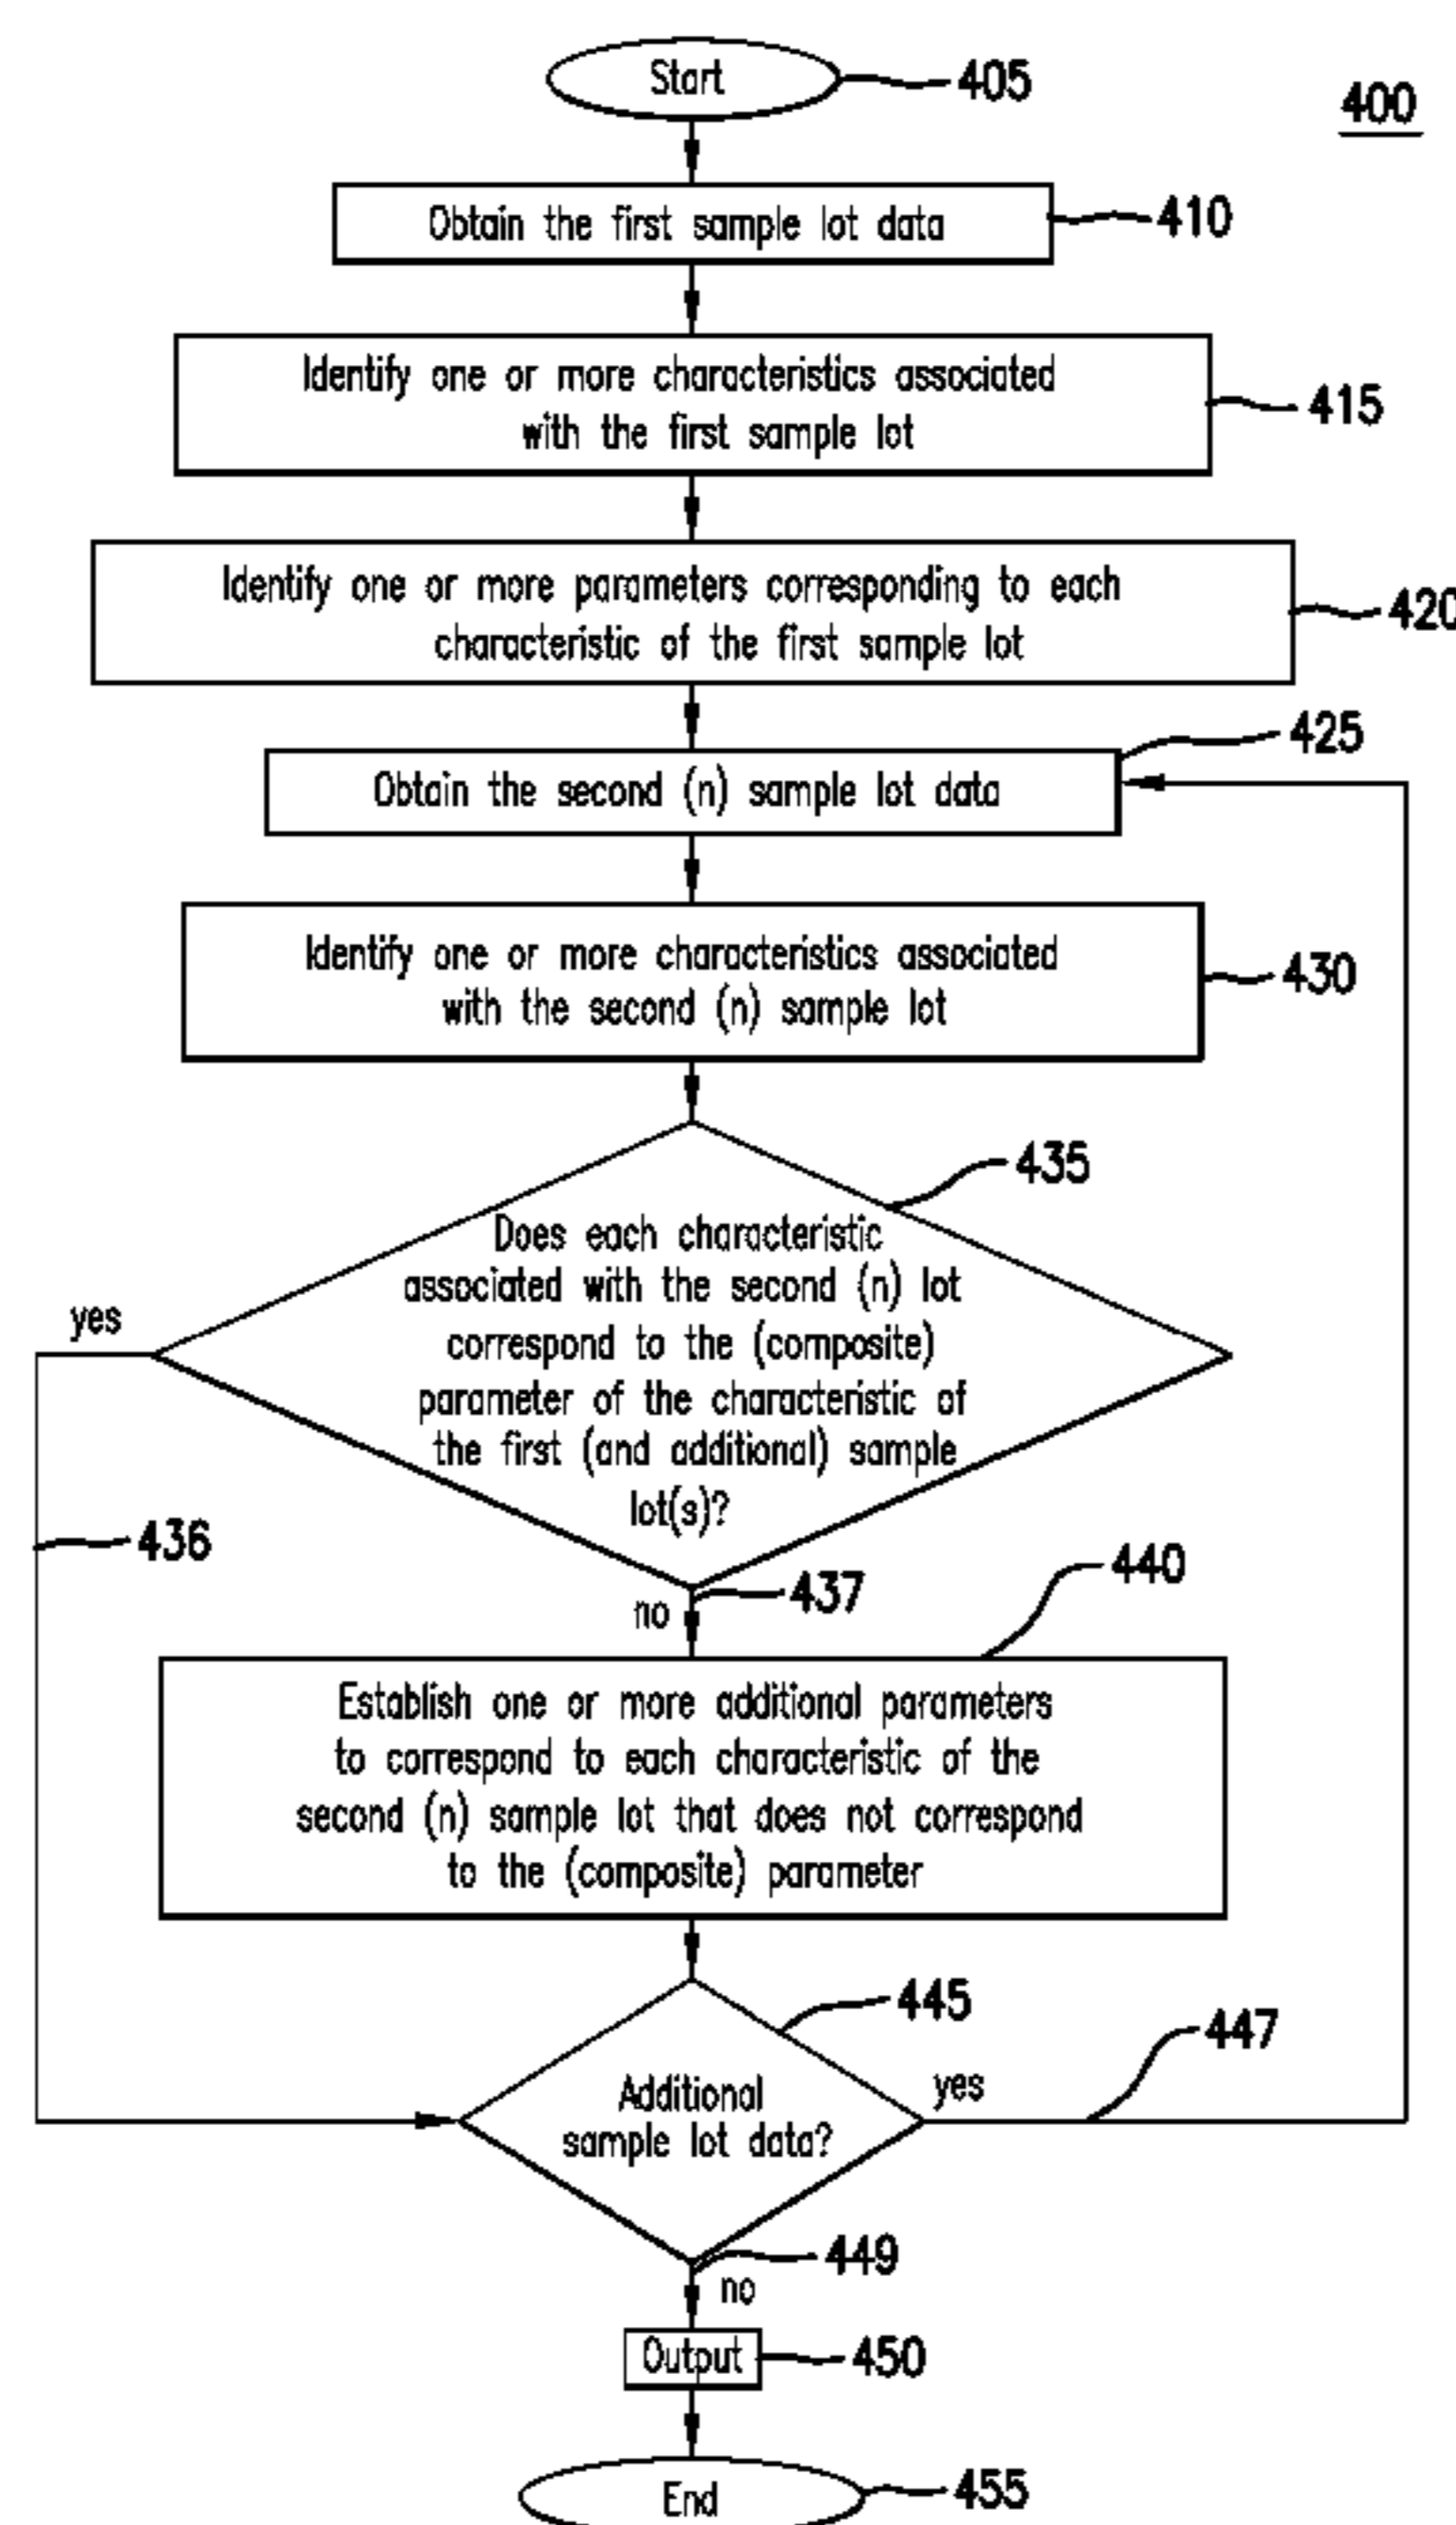 Start
405
400
Obtain the first sample lot data
410
Identify one or more characteristics associated
with the first sample lot
415
Identify one or more parameters corresponding to each
characteristic of the first sample lot
420
425
Obtain the second (n) sample lot data
Identify one or more characteristics associated
with the second (n) sample lot
430
435
Does each characteristic
associated with the second (n) lot
correspond to the (composite)
parameter of the characteristic of
the first (and additional) sample
lot(s)?
yes
436
437
no
440
Establish one or more additional parameters
to correspond to each characteristic of the
second (n) sample lot that does not correspond
to the (composite) parameter
445
447
Additional
sample lot data?
yes
449
no
Output
450
End
455